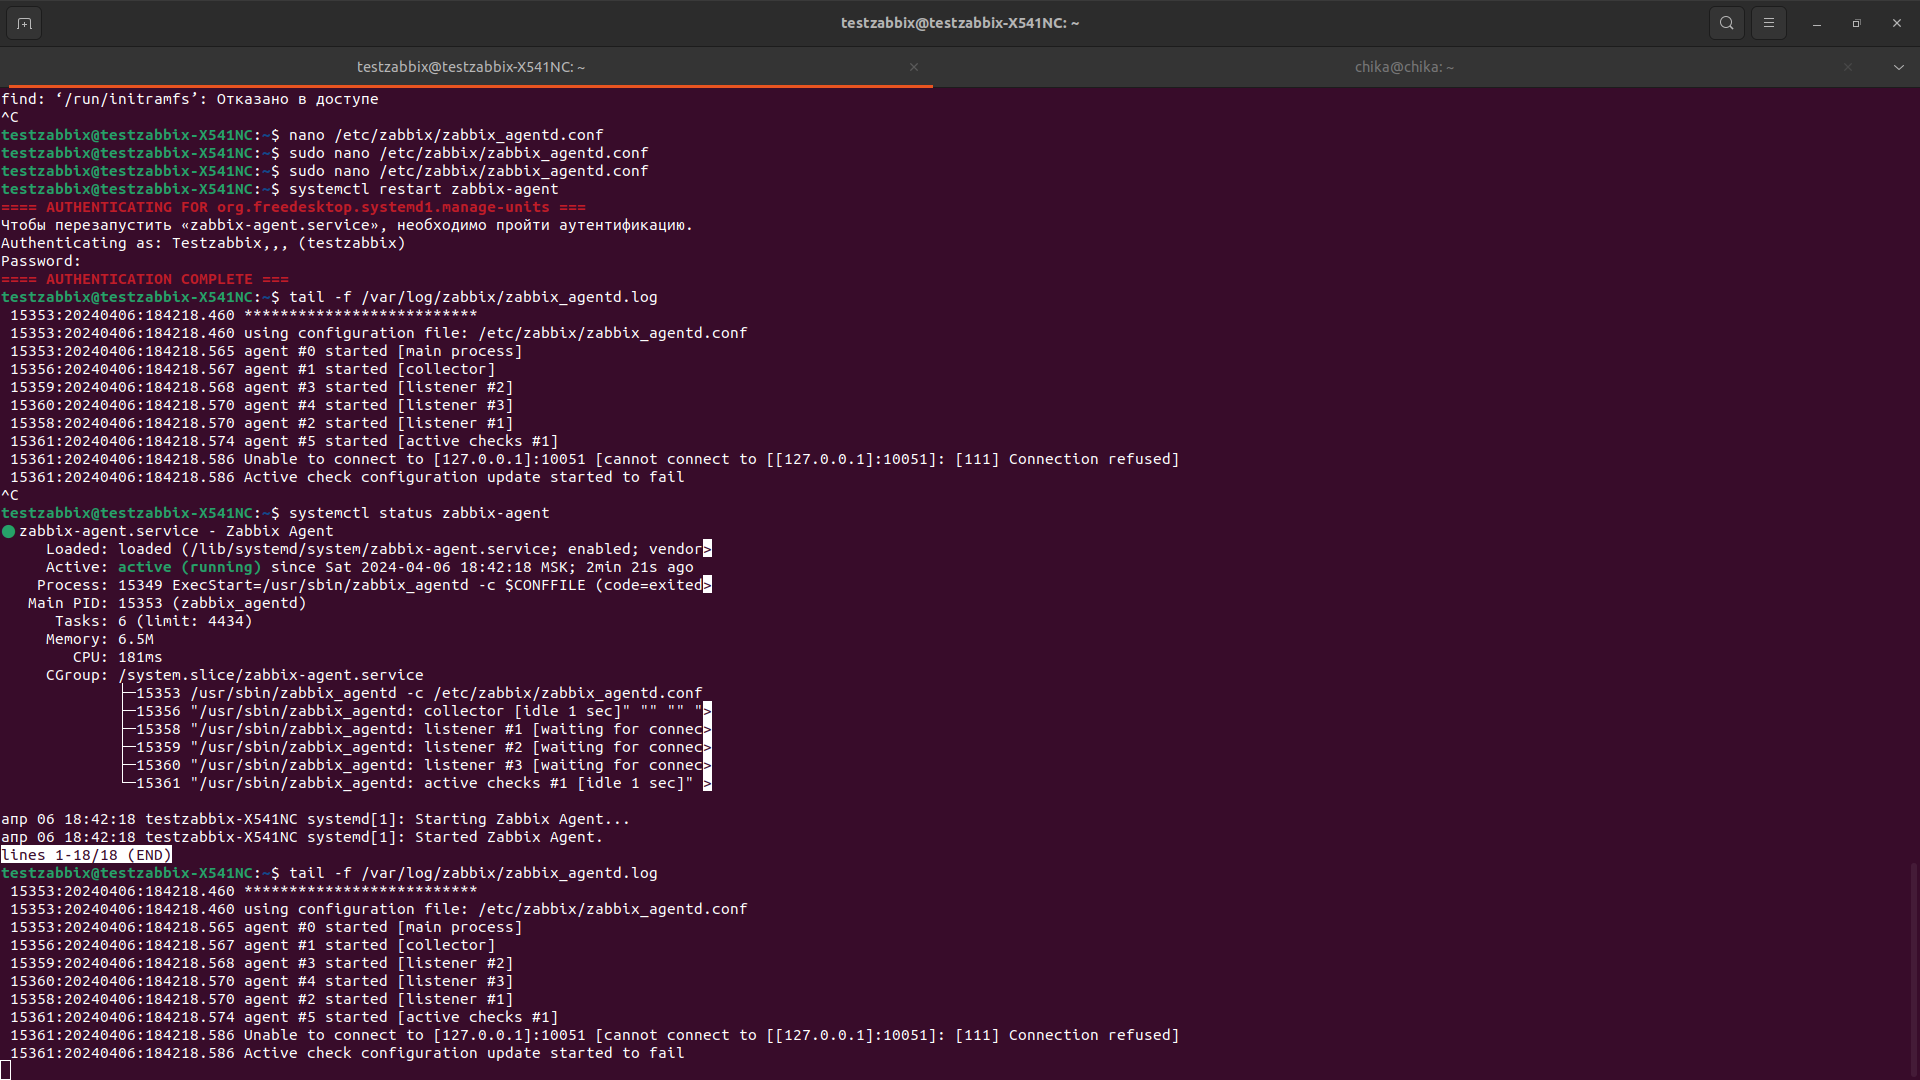 testzabbix@testzabbix-X541NC: ~
testzabbix@testzabbix-X541NC: ~
chika@chika: ~
find: ‘/run/initramfs’: Отказано в доступе
^C
testzabbix@testzabbix-X541NC:~$ nano /etc/zabbix/zabbix_agentd.conf
testzabbix@testzabbix-X541NC:~$ sudo nano /etc/zabbix/zabbix_agentd.conf
testzabbix@testzabbix-X541NC:~$ sudo nano /etc/zabbix/zabbix_agentd.conf
testzabbix@testzabbix-X541NC:~$ systemctl restart zabbix-agent
==== AUTHENTICATING FOR org.freedesktop.systemd1.manage-units ===
Чтобы перезапустить «zabbix-agent.service», необходимо пройти аутентификацию.
Authenticating as: Testzabbix,,, (testzabbix)
Password:
==== AUTHENTICATION COMPLETE ===
testzabbix@testzabbix-X541NC:~$ tail -f /var/log/zabbix/zabbix_agentd.log
 15353:20240406:184218.460 **************************
 15353:20240406:184218.460 using configuration file: /etc/zabbix/zabbix_agentd.conf
 15353:20240406:184218.565 agent #0 started [main process]
 15356:20240406:184218.567 agent #1 started [collector]
 15359:20240406:184218.568 agent #3 started [listener #2]
 15360:20240406:184218.570 agent #4 started [listener #3]
 15358:20240406:184218.570 agent #2 started [listener #1]
 15361:20240406:184218.574 agent #5 started [active checks #1]
 15361:20240406:184218.586 Unable to connect to [127.0.0.1]:10051 [cannot connect to [[127.0.0.1]:10051]: [111] Connection refused]
 15361:20240406:184218.586 Active check configuration update started to fail
^C
testzabbix@testzabbix-X541NC:~$ systemctl status zabbix-agent
● zabbix-agent.service - Zabbix Agent
     Loaded: loaded (/lib/systemd/system/zabbix-agent.service; enabled; vendor>
     Active: active (running) since Sat 2024-04-06 18:42:18 MSK; 2min 21s ago
    Process: 15349 ExecStart=/usr/sbin/zabbix_agentd -c $CONFFILE (code=exited>
   Main PID: 15353 (zabbix_agentd)
      Tasks: 6 (limit: 4434)
     Memory: 6.5M
        CPU: 181ms
     CGroup: /system.slice/zabbix-agent.service
             ├─15353 /usr/sbin/zabbix_agentd -c /etc/zabbix/zabbix_agentd.conf
             ├─15356 "/usr/sbin/zabbix_agentd: collector [idle 1 sec]" "" "" ">
             ├─15358 "/usr/sbin/zabbix_agentd: listener #1 [waiting for connec>
             ├─15359 "/usr/sbin/zabbix_agentd: listener #2 [waiting for connec>
             ├─15360 "/usr/sbin/zabbix_agentd: listener #3 [waiting for connec>
             └─15361 "/usr/sbin/zabbix_agentd: active checks #1 [idle 1 sec]" >
апр 06 18:42:18 testzabbix-X541NC systemd[1]: Starting Zabbix Agent...
апр 06 18:42:18 testzabbix-X541NC systemd[1]: Started Zabbix Agent.
lines 1-18/18 (END)
testzabbix@testzabbix-X541NC:~$ tail -f /var/log/zabbix/zabbix_agentd.log
 15353:20240406:184218.460 **************************
 15353:20240406:184218.460 using configuration file: /etc/zabbix/zabbix_agentd.conf
 15353:20240406:184218.565 agent #0 started [main process]
 15356:20240406:184218.567 agent #1 started [collector]
 15359:20240406:184218.568 agent #3 started [listener #2]
 15360:20240406:184218.570 agent #4 started [listener #3]
 15358:20240406:184218.570 agent #2 started [listener #1]
 15361:20240406:184218.574 agent #5 started [active checks #1]
 15361:20240406:184218.586 Unable to connect to [127.0.0.1]:10051 [cannot connect to [[127.0.0.1]:10051]: [111] Connection refused]
 15361:20240406:184218.586 Active check configuration update started to fail